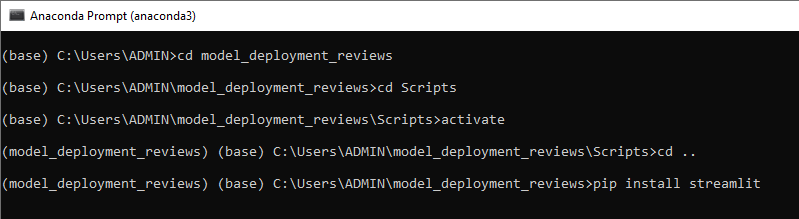 Anaconda Prompt (anaconda3)
(base) C:\Users\ADMIN>cd model_deployment_reviews
(base) C:\Users\ADMIN\model_deployment_reviews>cd Scripts
(base) C:\Users\ADMIN\model_deployment_reviews\Scripts>activate
(model_deployment_reviews) (base) C:\Users\ADMIN\model_deployment_reviews\Scripts>cd ..
(model_deployment_reviews) (base) C:\Users\ADMIN\model_deployment_reviews>pip install streamlit